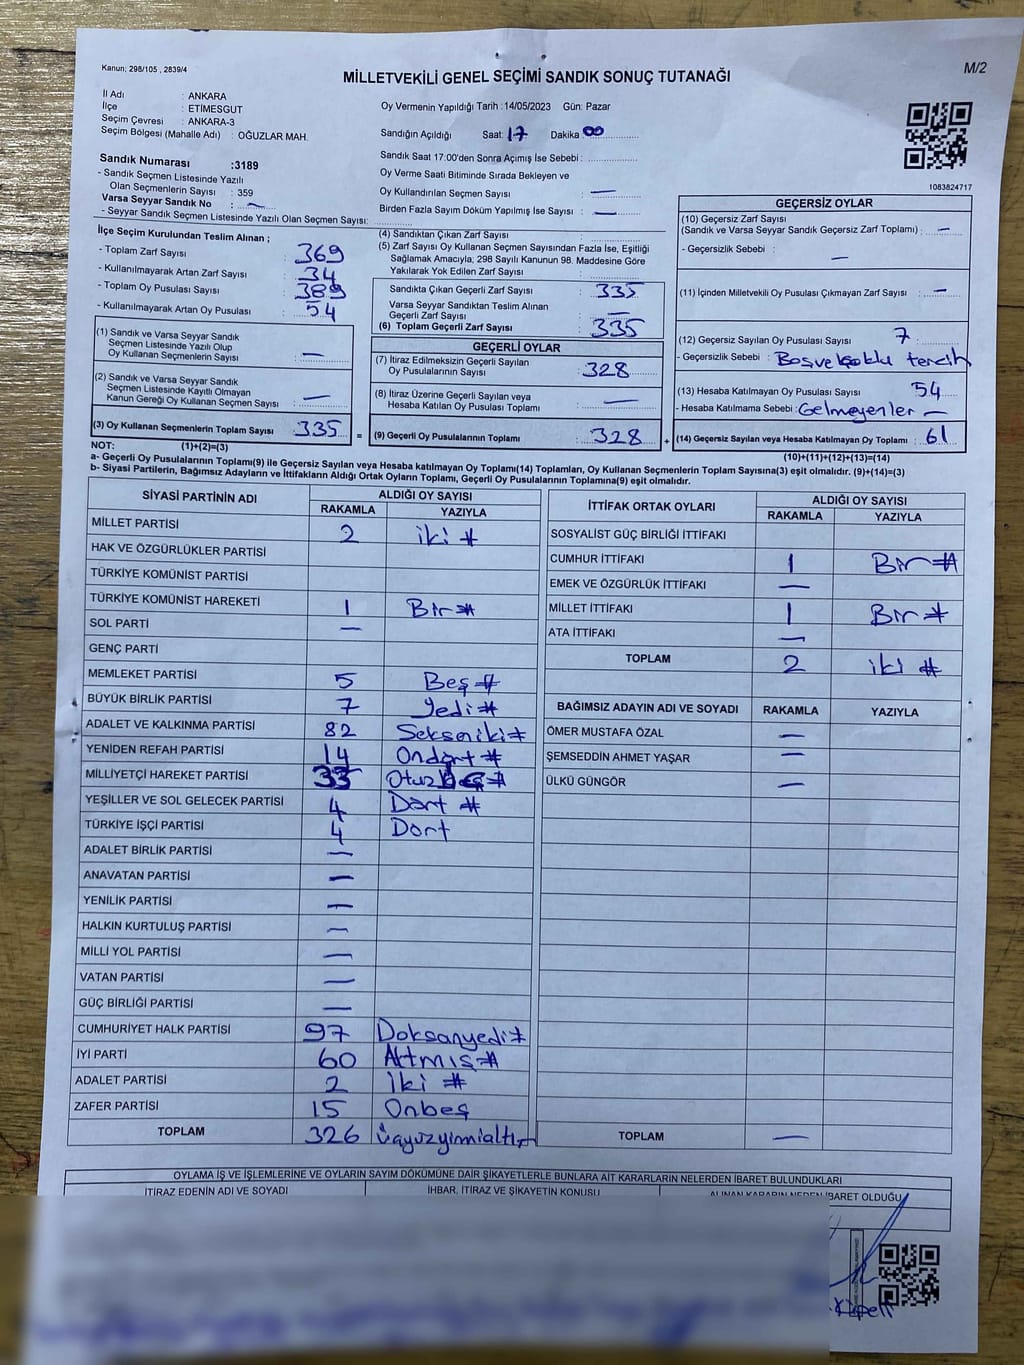 Kanun; 298/105 , 2839/4
M/2
MİLLETVEKİLİ GENEL SEÇİMİ SANDIK SONUÇ TUTANAĞI
İl Adı : ANKARA
İlçe : ETİMESGUT
Seçim Çevresi : ANKARA-3
Seçim Bölgesi (Mahalle Adı) : OĞUZLAR MAH.
Sandık Numarası :3189
- Sandık Seçmen Listesinde Yazılı
Olan Seçmenlerin Sayısı : 359
Varsa Seyyar Sandık No : —
- Seyyar Sandık Seçmen Listesinde Yazılı Olan Seçmen Sayısı:
Oy Vermenin Yapıldığı Tarih :14/05/2023 Gün: Pazar
Sandığın Açıldığı Saat: 17 Dakika 00
Sandık Saat 17:00'den Sonra Açımış İse Sebebi :
Oy Verme Saati Bitiminde Sırada Bekleyen ve
Oy Kullandırılan Seçmen Sayısı : —
Birden Fazla Sayım Döküm Yapılmış İse Sayısı : —
1083824717
İlçe Seçim Kurulundan Teslim Alınan ;
- Toplam Zarf Sayısı : 369
- Kullanılmayarak Artan Zarf Sayısı : 34
- Toplam Oy Pusulası Sayısı : 389
- Kullanılmayarak Artan Oy Pusulası : 54
(1) Sandık ve Varsa Seyyar Sandık
Seçmen Listesinde Yazılı Olup
Oy Kullanan Seçmenlerin Sayısı : —
(2) Sandık ve Varsa Seyyar Sandık
Seçmen Listesinde Kayıtlı Olmayan
Kanun Gereği Oy Kullanan Seçmen Sayısı : —
(3) Oy Kullanan Seçmenlerin Toplam Sayısı : 335 =
(4) Sandıktan Çıkan Zarf Sayısı :
(5) Zarf Sayısı Oy Kullanan Seçmen Sayısından Fazla İse, Eşitliği
Sağlamak Amacıyla, 298 Sayılı Kanunun 98. Maddesine Göre
Yakılarak Yok Edilen Zarf Sayısı :
Sandıkta Çıkan Geçerli Zarf Sayısı : 335
Varsa Seyyar Sandıktan Teslim Alınan
Geçerli Zarf Sayısı : —
(6) Toplam Geçerli Zarf Sayısı : 335
GEÇERLİ OYLAR
(7) İtiraz Edilmeksizin Geçerli Sayılan
Oy Pusulalarının Sayısı : 328
(8) İtiraz Üzerine Geçerli Sayılan veya
Hesaba Katılan Oy Pusulası Toplamı : —
(9) Geçerli Oy Pusulalarının Toplamı : 328 +
GEÇERSİZ OYLAR
(10) Geçersiz Zarf Sayısı
(Sandık ve Varsa Seyyar Sandık Geçersiz Zarf Toplamı) : —
- Geçersizlik Sebebi : —
(11) İçinden Milletvekili Oy Pusulası Çıkmayan Zarf Sayısı : —
(12) Geçersiz Sayılan Oy Pusulası Sayısı : 7
- Geçersizlik Sebebi : Boş ve çoklu tercih
(13) Hesaba Katılmayan Oy Pusulası Sayısı : 54
- Hesaba Katılmama Sebebi : Gelmeyenler —
(14) Geçersiz Sayılan veya Hesaba Katılmayan Oy Toplamı : 61
NOT: (1)+(2)=(3) (10)+(11)+(12)+(13)=(14)
a- Geçerli Oy Pusulalarının Toplamı(9) ile Geçersiz Sayılan veya Hesaba katılmayan Oy Toplamı(14) Toplamları, Oy Kullanan Seçmenlerin Toplam Sayısına(3) eşit olmalıdır. (9)+(14)=(3)
b- Siyasi Partilerin, Bağımsız Adayların ve İttifakların Aldığı Ortak Oyların Toplamı, Geçerli Oy Pusulalarının Toplamına(9) eşit olmalıdır.
SİYASİ PARTİNİN ADI ALDIĞI OY SAYISI
RAKAMLA YAZIYLA
MİLLET PARTİSİ 2 iki #
HAK VE ÖZGÜRLÜKLER PARTİSİ
TÜRKİYE KOMÜNİST PARTİSİ
TÜRKİYE KOMÜNİST HAREKETİ 1 Bir #
SOL PARTİ —
GENÇ PARTİ
MEMLEKET PARTİSİ 5 Beş #
BÜYÜK BİRLİK PARTİSİ 7 Yedi #
ADALET VE KALKINMA PARTİSİ 82 Sekseniki #
YENİDEN REFAH PARTİSİ 14 Ondört #
MİLLİYETÇİ HAREKET PARTİSİ 33
YEŞİLLER VE SOL GELECEK PARTİSİ 4 Dört #
TÜRKİYE İŞÇİ PARTİSİ 4 Dört
ADALET BİRLİK PARTİSİ —
ANAVATAN PARTİSİ —
YENİLİK PARTİSİ —
HALKIN KURTULUŞ PARTİSİ —
MİLLİ YOL PARTİSİ —
VATAN PARTİSİ —
GÜÇ BİRLİĞİ PARTİSİ —
CUMHURİYET HALK PARTİSİ 97 Doksanyedi #
İYİ PARTİ 60 Altmış #
ADALET PARTİSİ 2 İki #
ZAFER PARTİSİ 15 Onbeş
TOPLAM 326 üçyüzyirmialtı
İTTİFAK ORTAK OYLARI ALDIĞI OY SAYISI
RAKAMLA YAZIYLA
SOSYALİST GÜÇ BİRLİĞİ İTTİFAKI
CUMHUR İTTİFAKI 1 Bir #
EMEK VE ÖZGÜRLÜK İTTİFAKI —
MİLLET İTTİFAKI 1 Bir #
ATA İTTİFAKI —
TOPLAM 2 iki #
BAĞIMSIZ ADAYIN ADI VE SOYADI RAKAMLA YAZIYLA
ÖMER MUSTAFA ÖZAL —
ŞEMSEDDİN AHMET YAŞAR —
ÜLKÜ GÜNGÖR —
TOPLAM —
OYLAMA İŞ VE İŞLEMLERİNE VE OYLARIN SAYIM DÖKÜMÜNE DAİR ŞİKAYETLERLE BUNLARA AİT KARARLARIN NELERDEN İBARET BULUNDUKLARI
İTİRAZ EDENİN ADI VE SOYADI İHBAR, İTİRAZ VE ŞİKAYETİN KONUSU ALINAN KARARIN NEDEN İBARET OLDUĞU